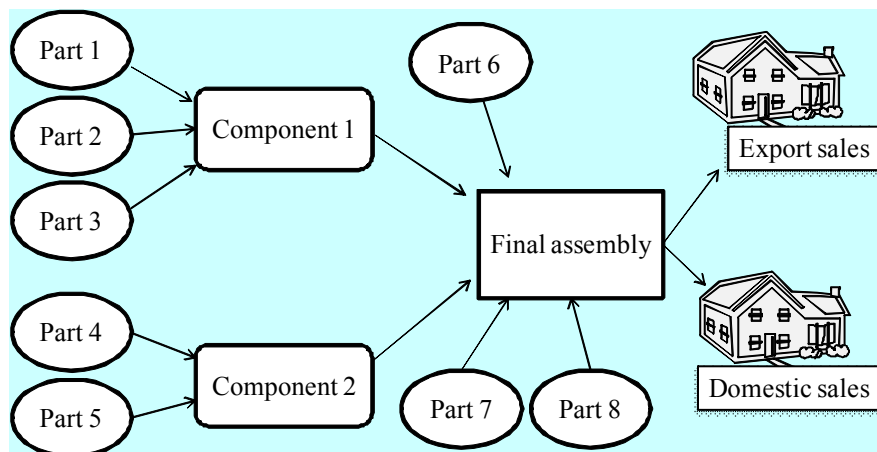 Part 1
Part 2
Part 3
Component 1
Part 6
Export sales
Final assembly
Part 4
Part 5
Component 2
Part 7
Part 8
Domestic sales